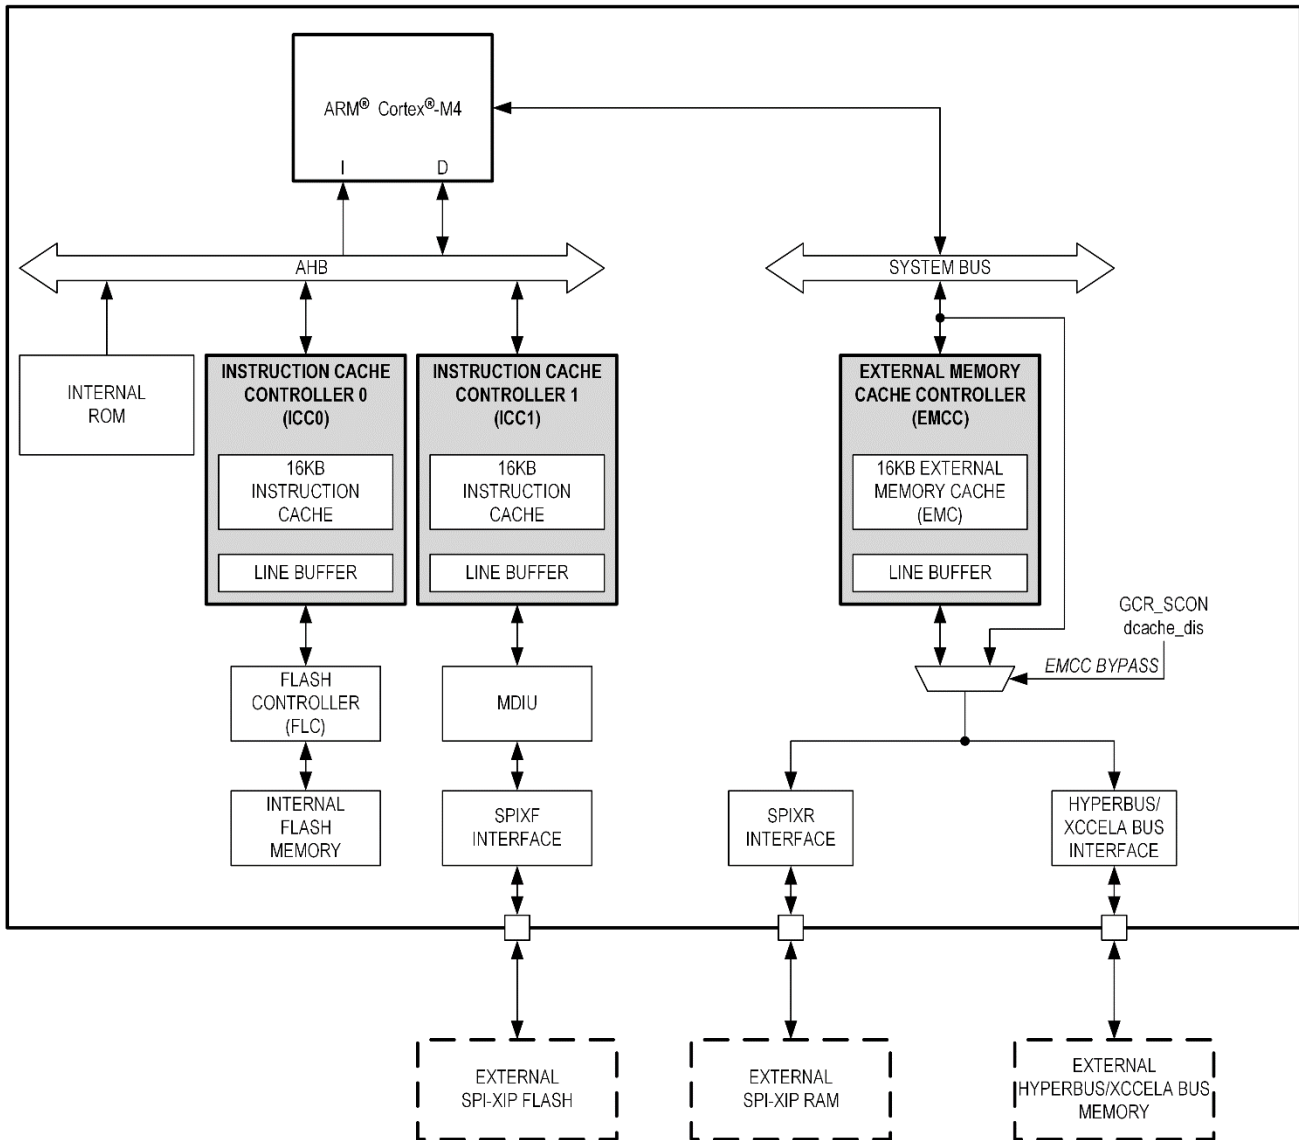 ARM® Cortex®-M4
I
D
AHB
SYSTEM BUS
INTERNAL
ROM
INSTRUCTION CACHE
CONTROLLER 0
(ICC0)
16KB
INSTRUCTION
CACHE
LINE BUFFER
INSTRUCTION CACHE
CONTROLLER 1
(ICC1)
16KB
INSTRUCTION
CACHE
LINE BUFFER
EXTERNAL MEMORY
CACHE CONTROLLER
(EMCC)
16KB EXTERNAL
MEMORY CACHE
(EMC)
LINE BUFFER
GCR_SCON
dcache_dis
EMCC BYPASS
FLASH
CONTROLLER
(FLC)
MDIU
INTERNAL
FLASH
MEMORY
SPIXF
INTERFACE
SPIXR
INTERFACE
HYPERBUS/
XCCELA BUS
INTERFACE
EXTERNAL
SPI-XIP FLASH
EXTERNAL
SPI-XIP RAM
EXTERNAL
HYPERBUS/XCCELA BUS
MEMORY